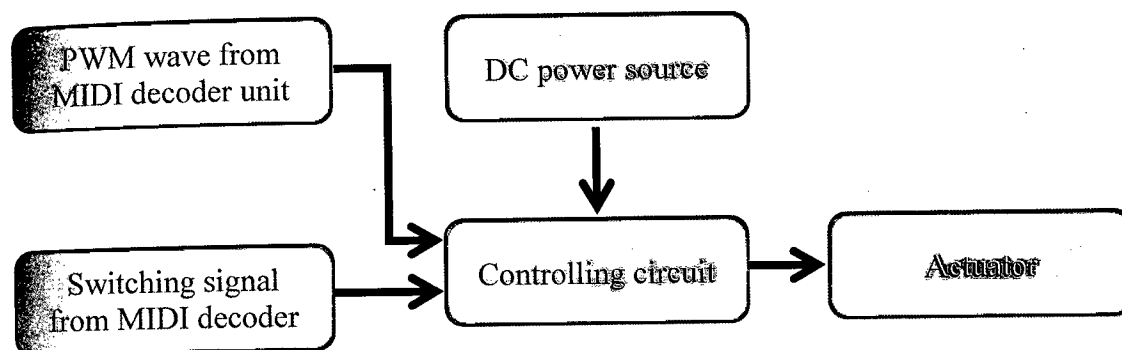 PWM wave from
MIDI decoder unit
DC power source
Switching signal
from MIDI decoder
Controlling circuit
Actuator